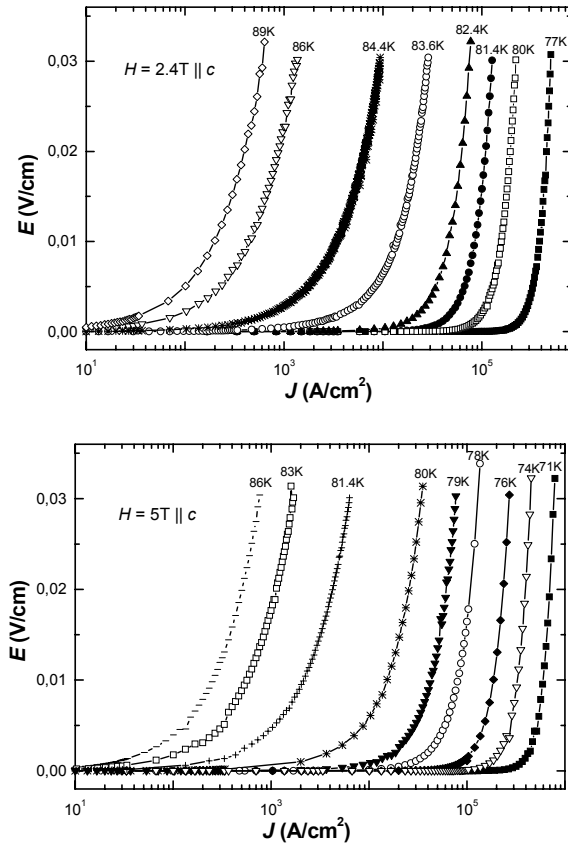 89K
86K
84.4K
83.6K
82.4K
81.4K
80K
77K
H = 2.4T || c
0,03
0,02
0,01
0,00
E (V/cm)
10¹
10³
10⁵
J (A/cm²)
86K
83K
81.4K
80K
79K
78K
76K
74K
71K
H = 5T || c
0,03
0,02
0,01
0,00
E (V/cm)
10¹
10³
10⁵
J (A/cm²)